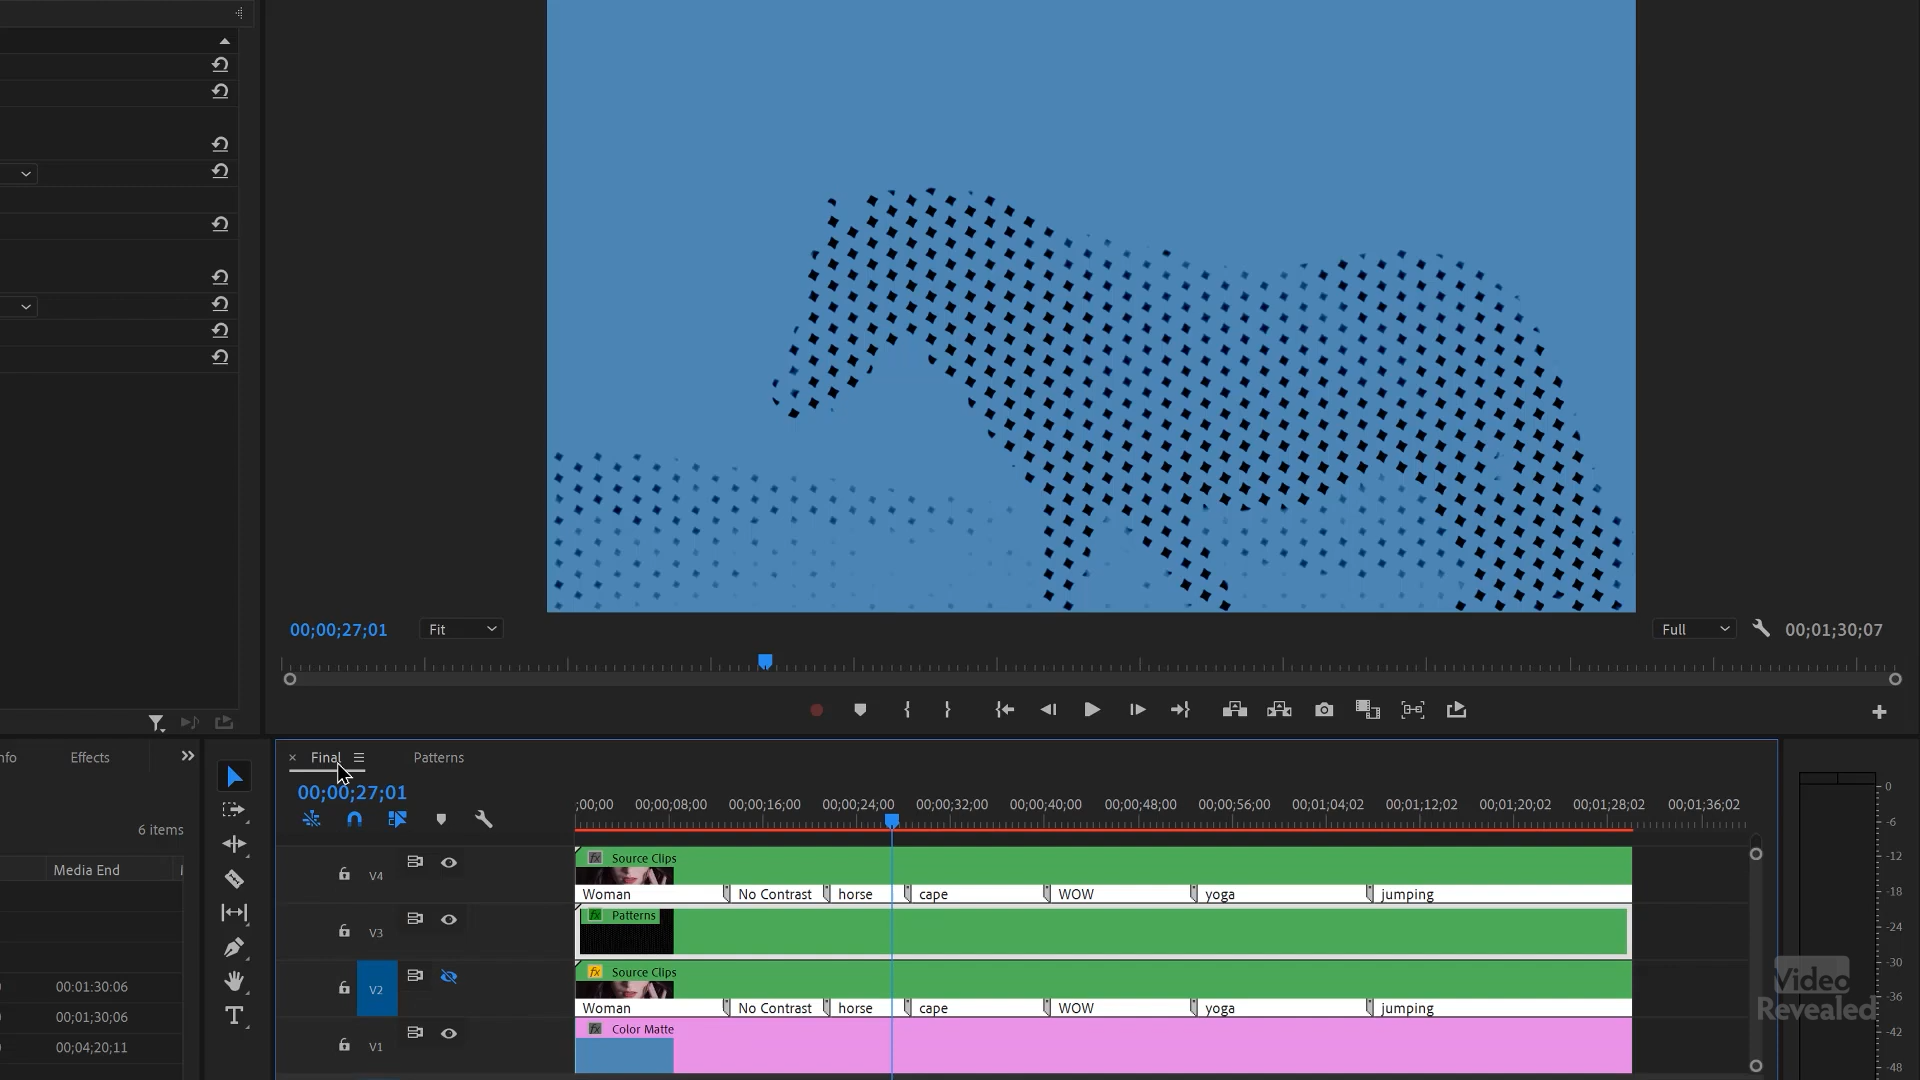 00;00;27;01
Fit
Full
00;01;30;07
nfo
Effects
Final
Patterns
00;00;27;01
;00;00
00;00;08;00
00;00;16;00
00;00;24;00
00;00;32;00
00;00;40;00
00;00;48;00
00;00;56;00
00;01;04;02
00;01;12;02
00;01;20;02
00;01;28;02
00;01;36;02
6 items
Media End
00:01:30:06
00;01;30;06
00;04;20;11
V4
fx Source Clips
Woman
No Contrast
horse
cape
WOW
yoga
jumping
V3
fx Patterns
V2
fx Source Clips
Woman
No Contrast
horse
cape
WOW
yoga
jumping
V1
fx Color Matte
0
-6
-12
-18
-24
-30
-36
-42
-48
Video
Revealed